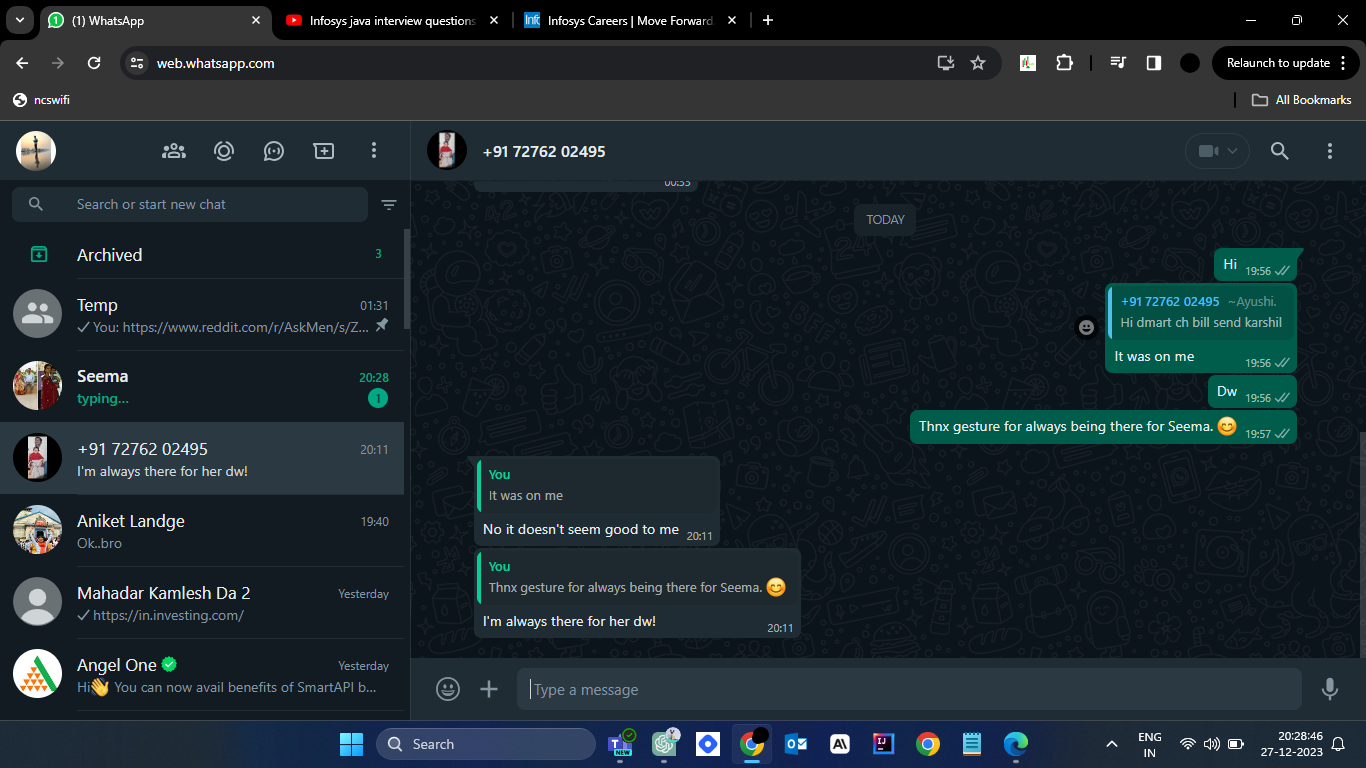 (1) WhatsApp
Infosys java interview questions
Infosys Careers | Move Forward
web.whatsapp.com
Relaunch to update
ncswifi
All Bookmarks
+91 72762 02495
Search or start new chat
Archived
3
Temp
01:31
You: https://www.reddit.com/r/AskMen/s/Z...
Seema
20:28
typing...
1
+91 72762 02495
20:11
I'm always there for her dw!
Aniket Landge
19:40
Ok..bro
Mahadar Kamlesh Da 2
Yesterday
https://in.investing.com/
Angel One
Yesterday
Hi👋 You can now avail benefits of SmartAPI b...
00:55
TODAY
Hi
19:56
+91 72762 02495 ~Ayushi.
Hi dmart ch bill send karshil
It was on me
19:56
Dw
19:56
Thnx gesture for always being there for Seema. 😊
19:57
You
It was on me
No it doesn't seem good to me
20:11
You
Thnx gesture for always being there for Seema. 😊
I'm always there for her dw!
20:11
Type a message
Search
NEW
ENG
IN
20:28:46
27-12-2023